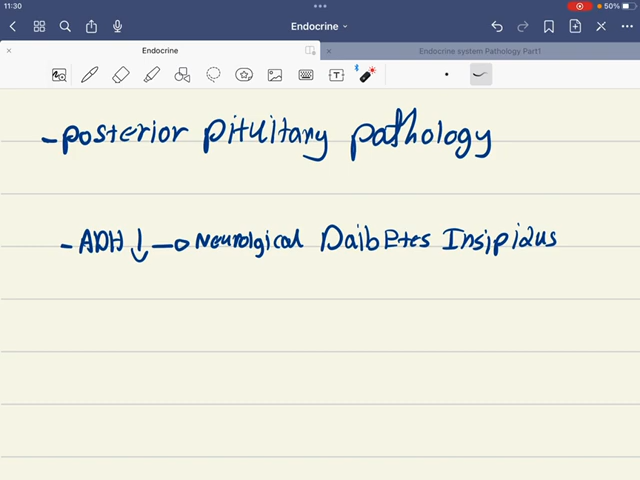 11:30
50%
Endocrine
Endocrine
Endocrine system Pathology Part1
- posterior pituitary pathology
- ADH ↓ → Neurolgical Daibetes Insipidus